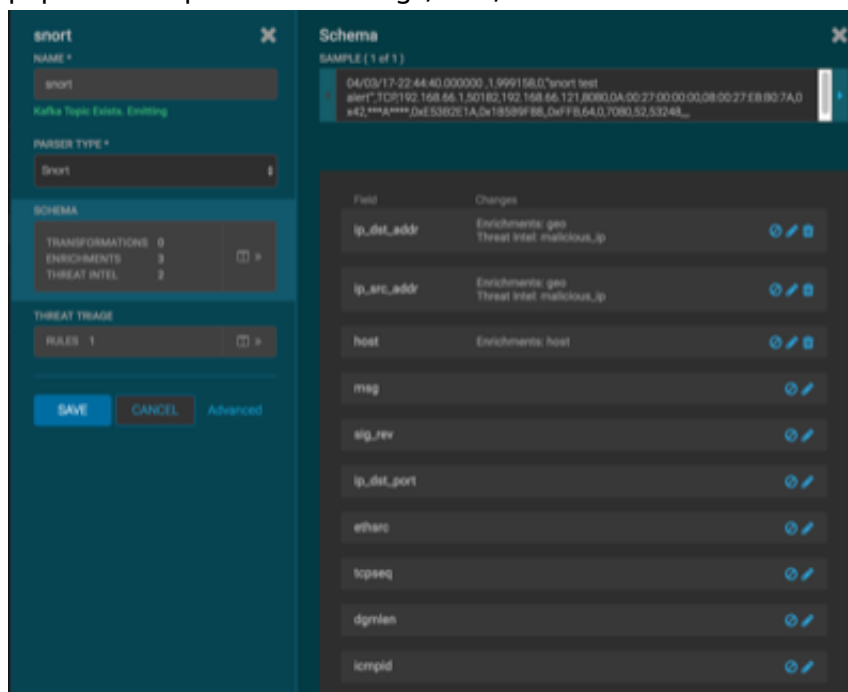 snort
NAME *
snort
Kafka Topic Exists. Emitting
PARSER TYPE *
Snort
SCHEMA
TRANSFORMATIONS 0
ENRICHMENTS 3
THREAT INTEL 2
THREAT TRIAGE
RULES 1
SAVE CANCEL Advanced
Schema
SAMPLE ( 1 of 1 )
04/03/17-22:44:40.000000 ,1,999158,0,"snort test
alert",TCP,192.168.66.1,50182,192.168.66.121,8080,0A:00:27:00:00:00,08:00:27:E8:B0:7A,0
x42,***A****,0xE53B2E1A,0x18589FBB,,0xFFB,64,0,7080,52,53248,,,,
Field Changes
ip_dst_addr Enrichments: geo
Threat Intel: malicious_ip
ip_src_addr Enrichments: geo
Threat Intel: malicious_ip
host Enrichments: host
msg
sig_rev
ip_dst_port
ethsrc
tcpseq
dgmlen
icmpid